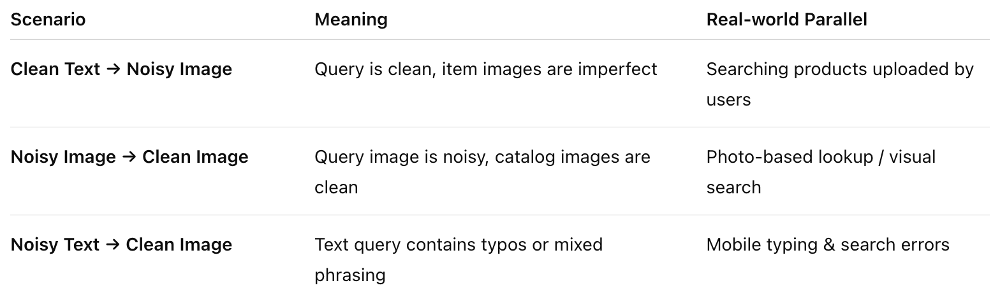 Scenario Meaning Real-world Parallel
Clean Text → Noisy Image Query is clean, item images are imperfect Searching products uploaded by
users
Noisy Image → Clean Image Query image is noisy, catalog images are Photo-based lookup / visual
clean search
Noisy Text → Clean Image Text query contains typos or mixed Mobile typing & search errors
phrasing